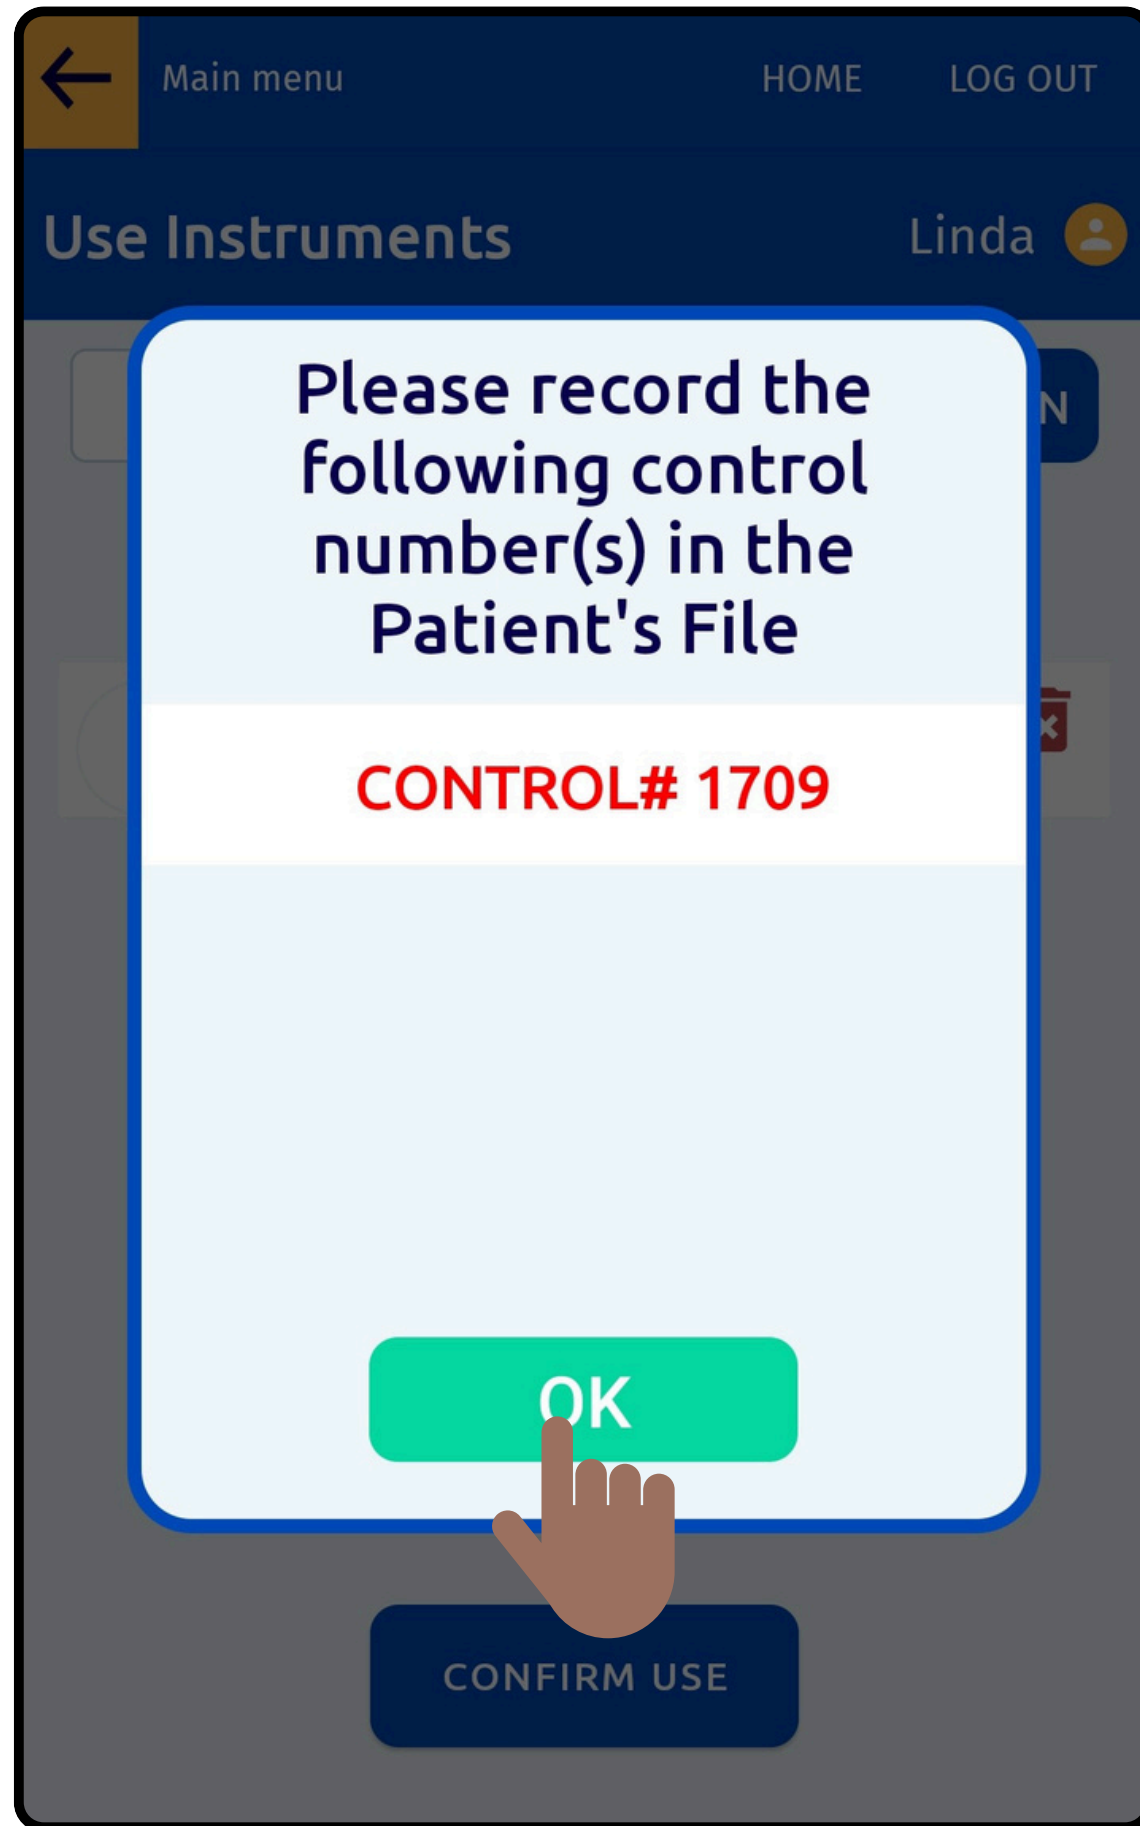 Main menu HOME LOG OUT
Use Instruments Linda
N
Please record the
following control
number(s) in the
Patient's File
CONTROL# 1709
OK
CONFIRM USE